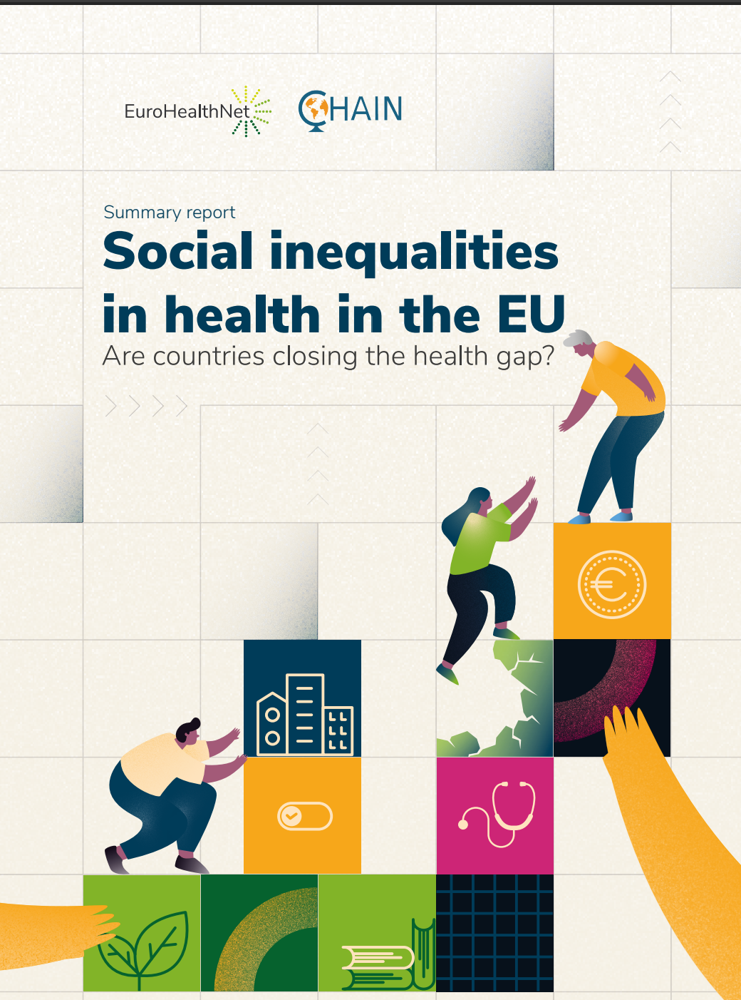 EuroHealthNet
CHAIN
Summary report
Social inequalities
in health in the EU
Are countries closing the health gap?